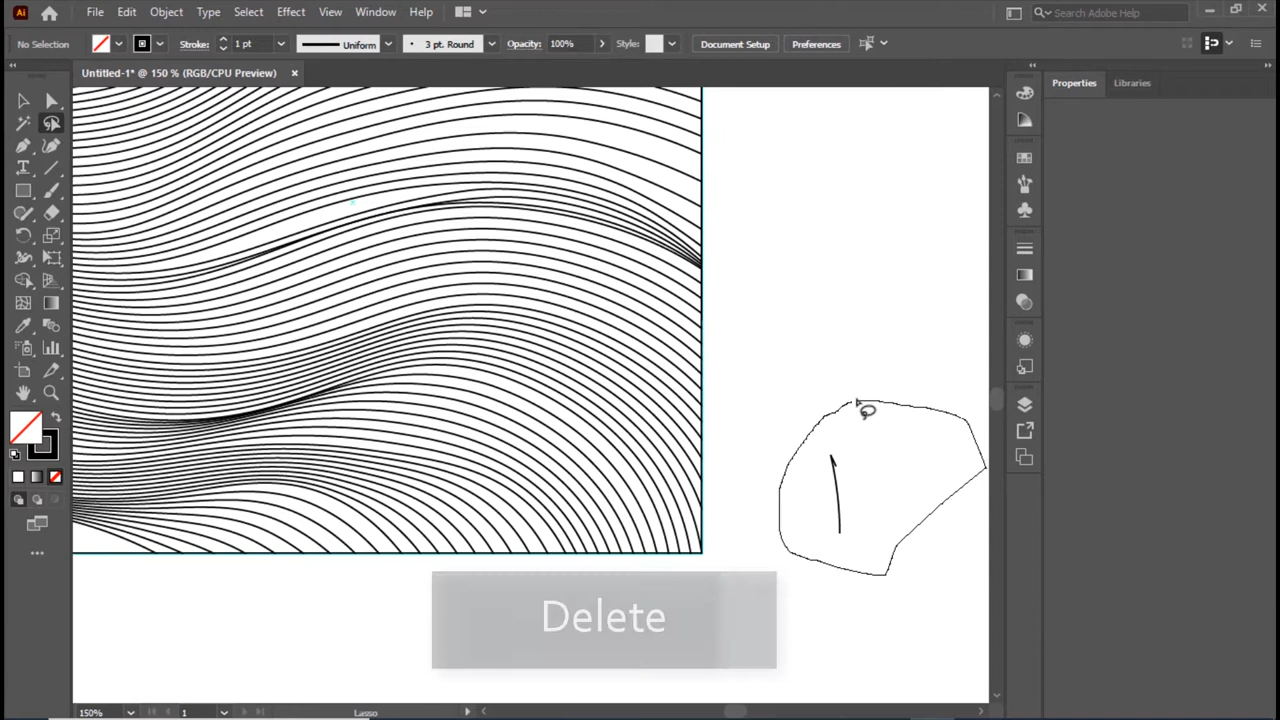 Ai File Edit Object Type Select Effect View Window Help Search Adobe Help
No Selection Stroke: 1 pt Uniform 3 pt. Round Opacity: 100% Style: Document Setup Preferences
Untitled-1* @ 150 % (RGB/CPU Preview)
Properties Libraries
Delete
150% 1 Lasso